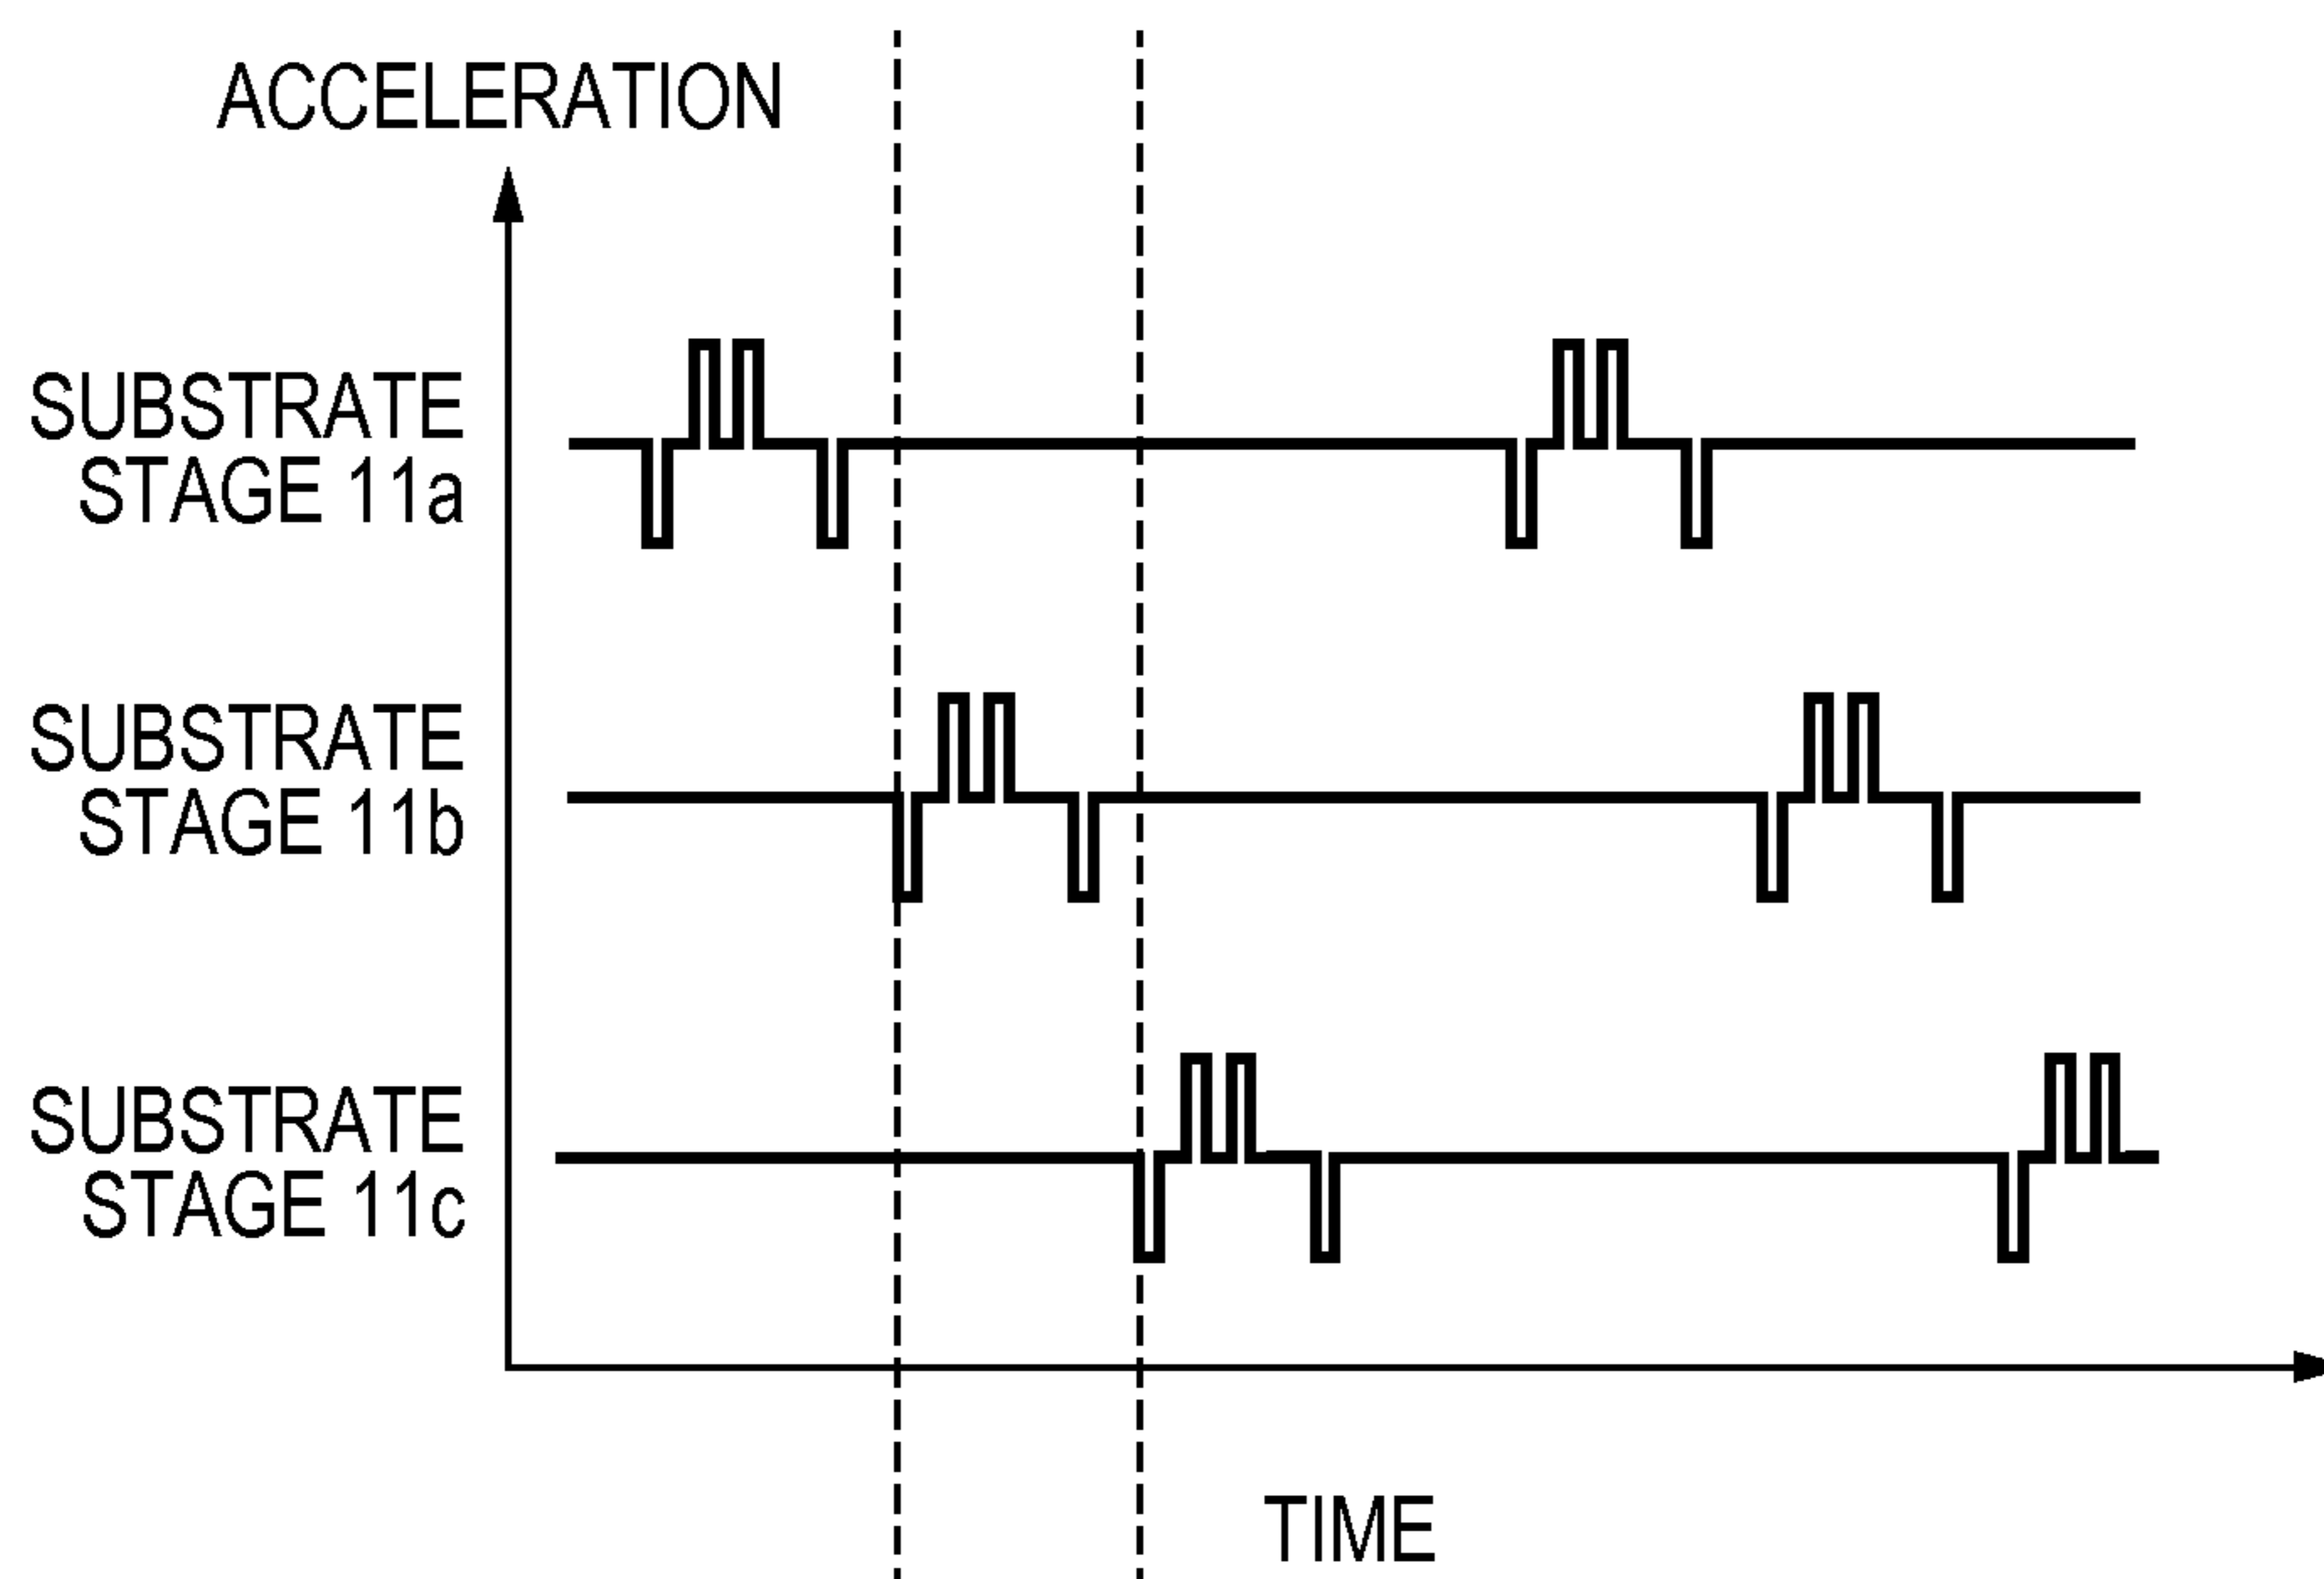 ACCELERATION
SUBSTRATE
STAGE 11a
SUBSTRATE
STAGE 11b
SUBSTRATE
STAGE 11c
TIME